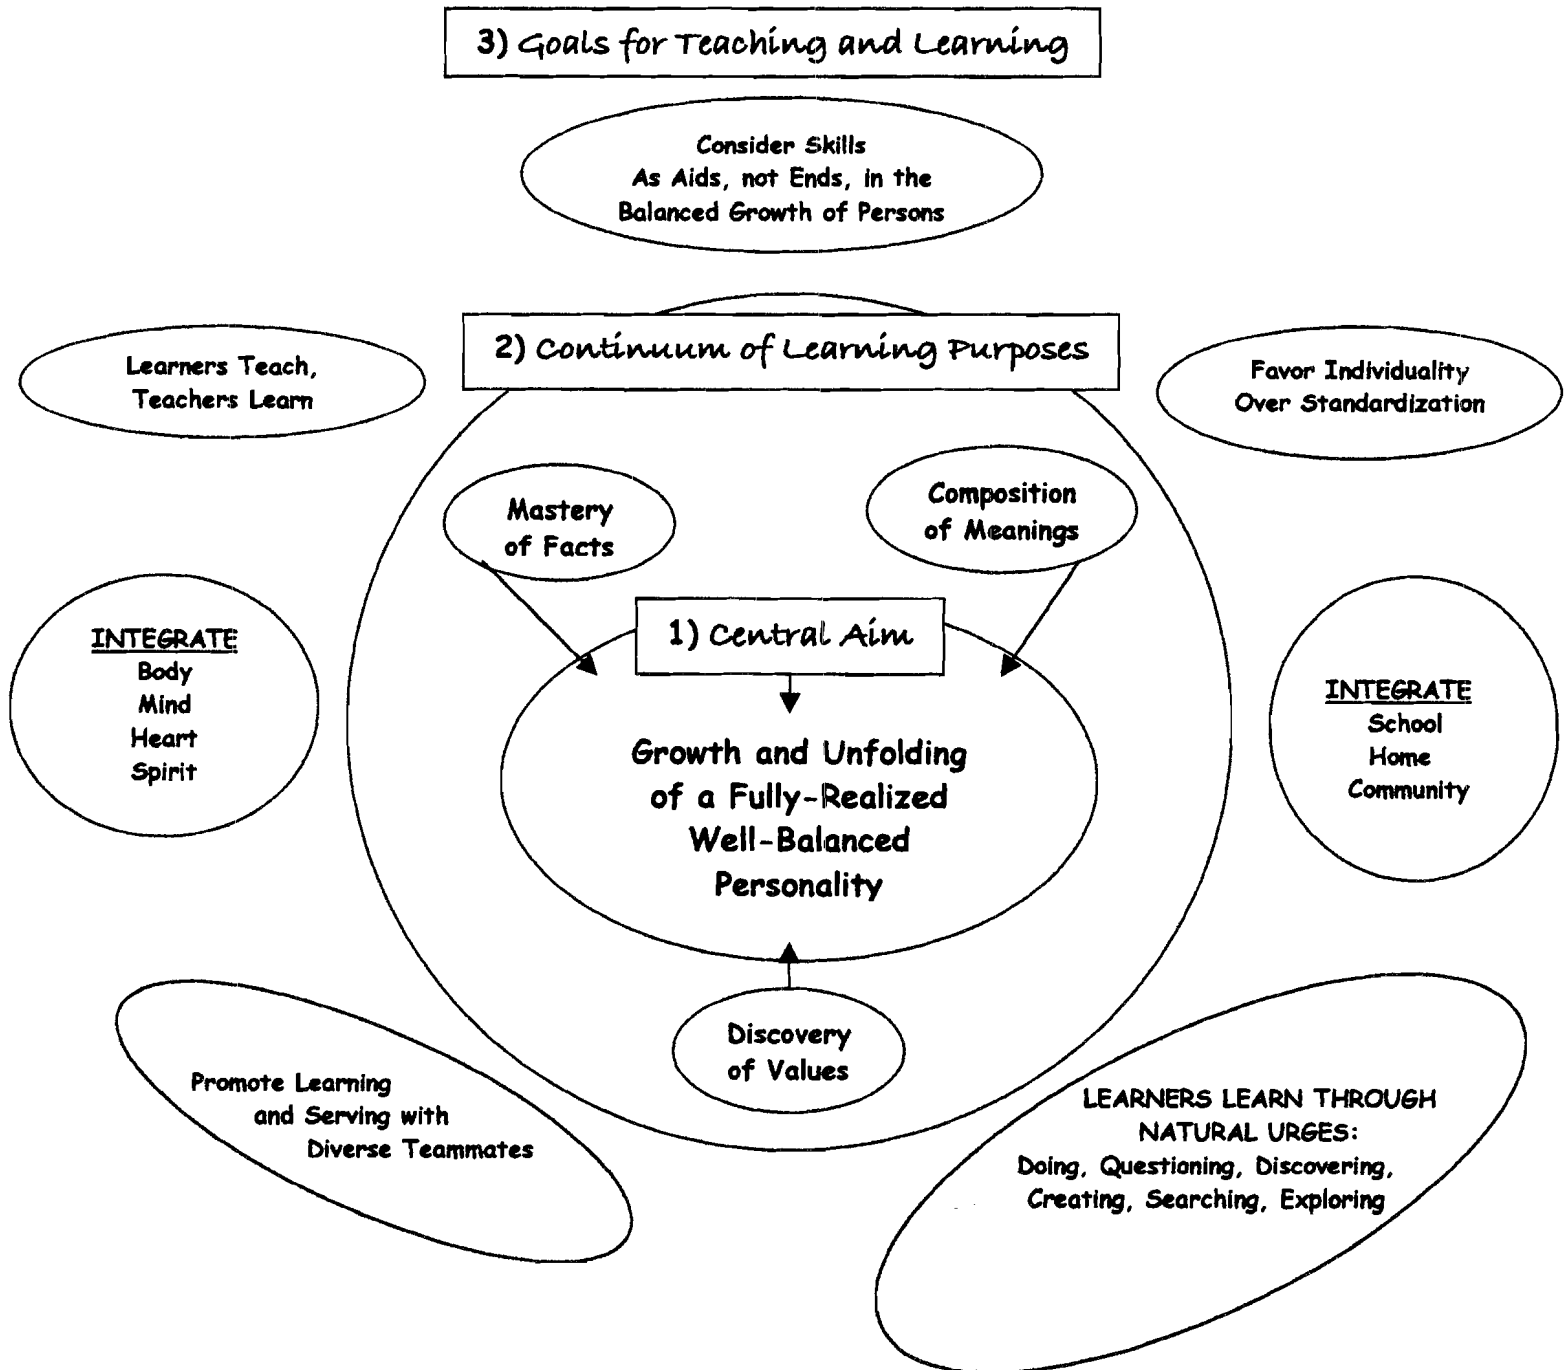 3) Goals for Teaching and Learning
Consider Skills
As Aids, not Ends, in the
Balanced Growth of Persons
2) Continuum of Learning Purposes
Learners Teach,
Teachers Learn
Favor Individuality
Over Standardization
Mastery
of Facts
Composition
of Meanings
1) Central Aim
INTEGRATE
Body
Mind
Heart
Spirit
INTEGRATE
School
Home
Community
Growth and Unfolding
of a Fully-Realized
Well-Balanced
Personality
Discovery
of Values
Promote Learning
and Serving with
Diverse Teammates
LEARNERS LEARN THROUGH
NATURAL URGES:
Doing, Questioning, Discovering,
Creating, Searching, Exploring